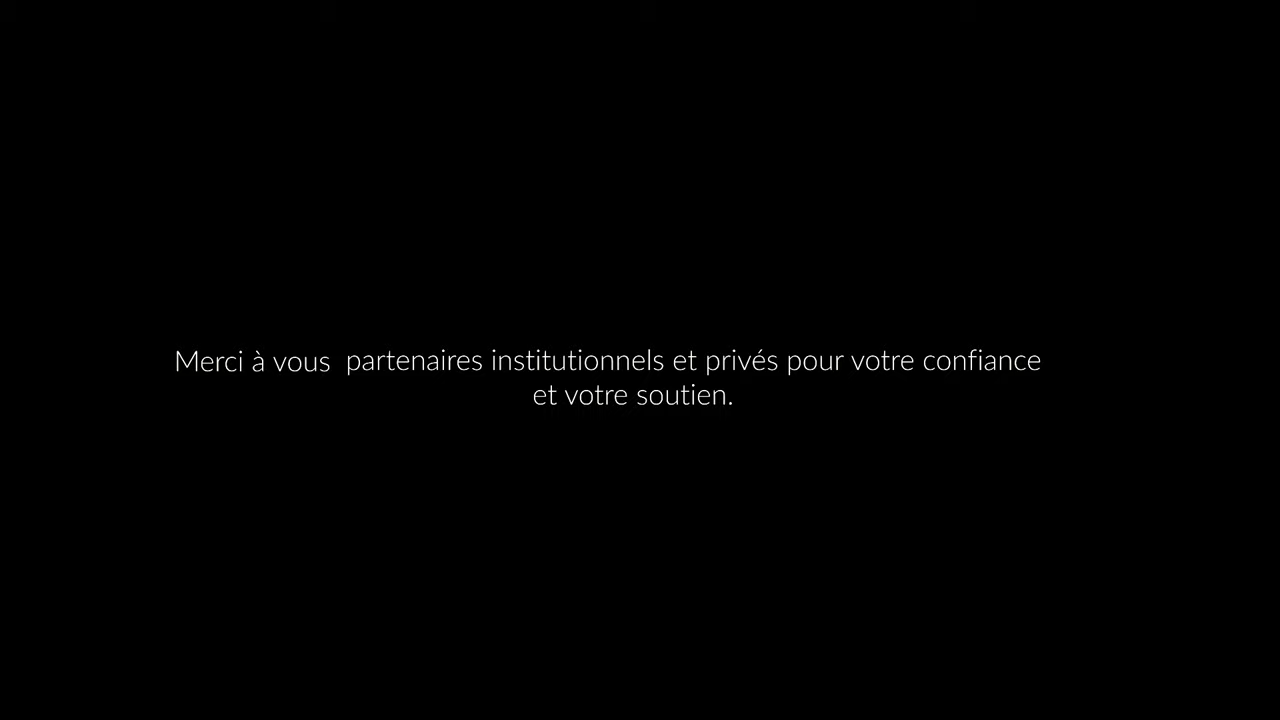 Merci à vous partenaires institutionnels et privés pour votre confiance
et votre soutien.